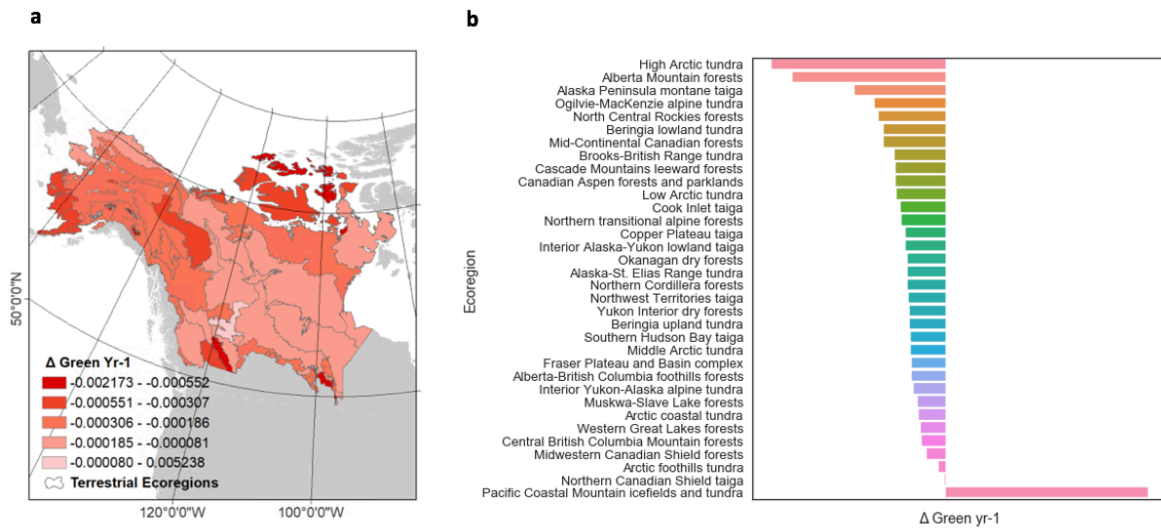 a
50°0'0"N
Δ Green Yr-1
-0.002173 - -0.000552
-0.000551 - -0.000307
-0.000306 - -0.000186
-0.000185 - -0.000081
-0.000080 - 0.005238
Terrestrial Ecoregions
120°0'0"W
100°0'0"W
b
Ecoregion
High Arctic tundra
Alberta Mountain forests
Alaska Peninsula montane taiga
Ogilvie-MacKenzie alpine tundra
North Central Rockies forests
Beringia lowland tundra
Mid-Continental Canadian forests
Brooks-British Range tundra
Cascade Mountains leeward forests
Canadian Aspen forests and parklands
Low Arctic tundra
Cook Inlet taiga
Northern transitional alpine forests
Copper Plateau taiga
Interior Alaska-Yukon lowland taiga
Okanagan dry forests
Alaska-St. Elias Range tundra
Northern Cordillera forests
Northwest Territories taiga
Yukon Interior dry forests
Beringia upland tundra
Southern Hudson Bay taiga
Middle Arctic tundra
Fraser Plateau and Basin complex
Alberta-British Columbia foothills forests
Interior Yukon-Alaska alpine tundra
Muskwa-Slave Lake forests
Arctic coastal tundra
Western Great Lakes forests
Central British Columbia Mountain forests
Midwestern Canadian Shield forests
Arctic foothills tundra
Northern Canadian Shield taiga
Pacific Coastal Mountain icefields and tundra
Δ Green yr-1